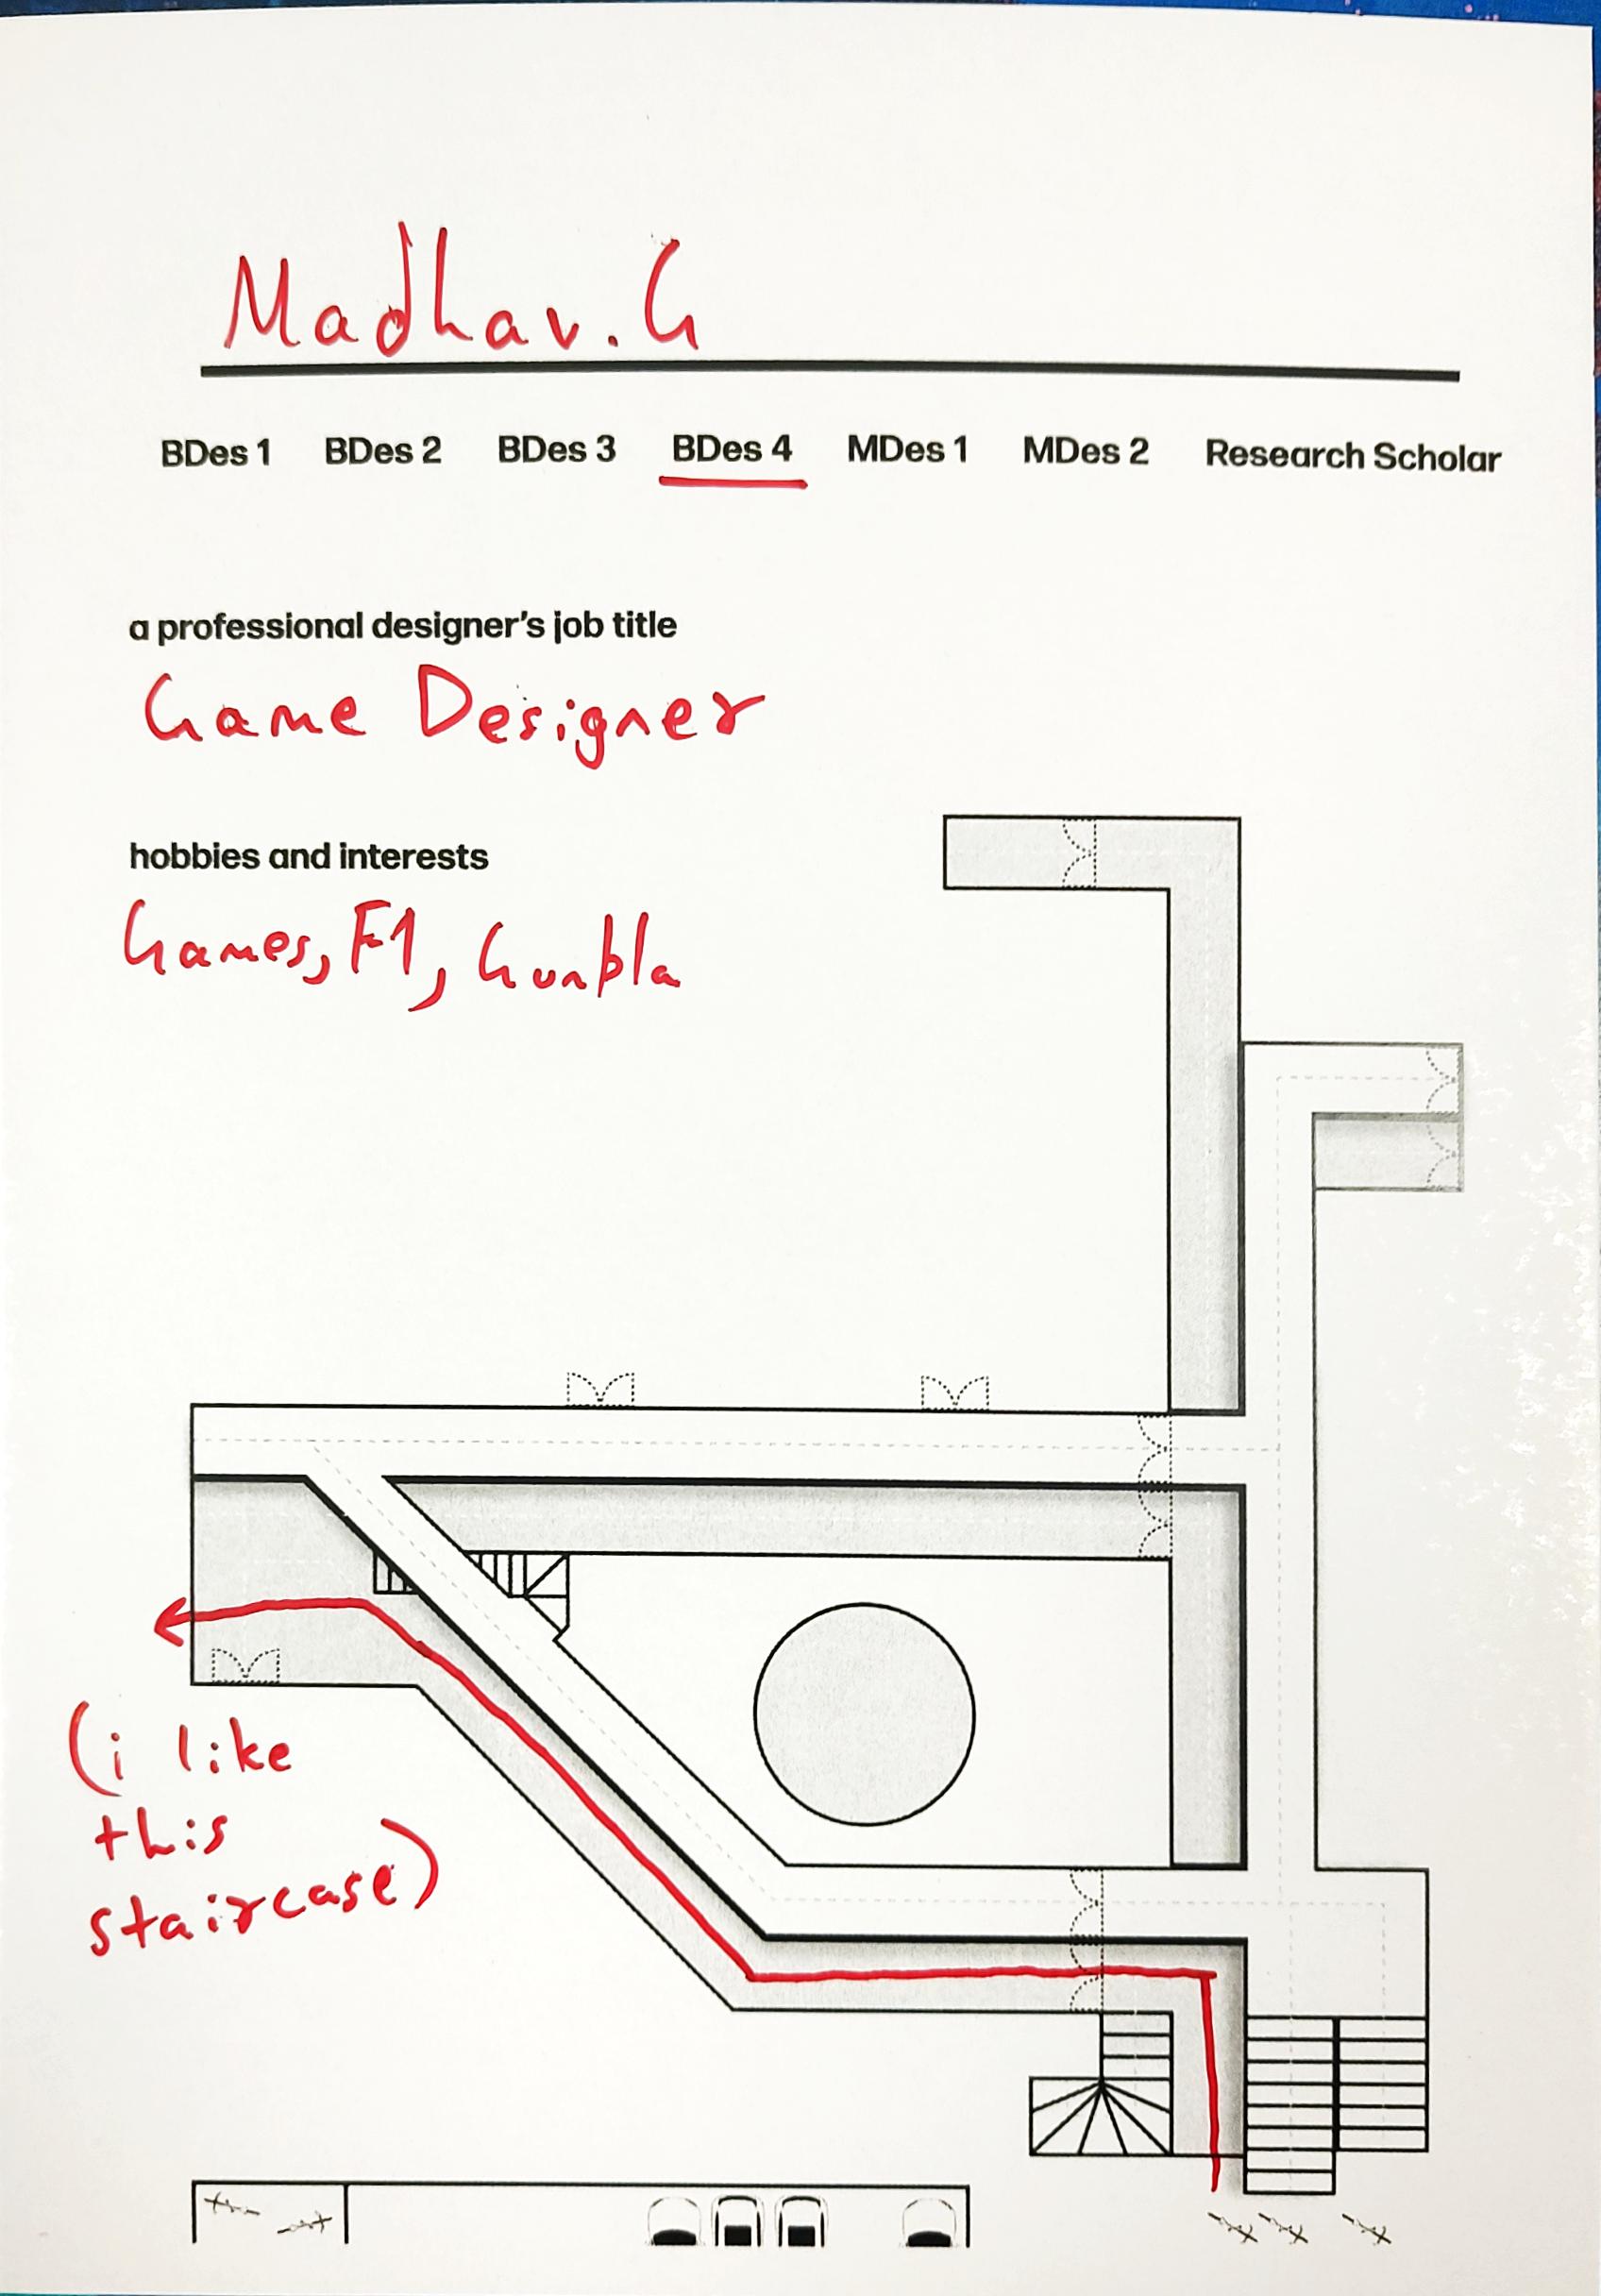 Madhav.G
BDes 1 BDes 2 BDes 3 BDes 4 MDes 1 MDes 2 Research Scholar
a professional designer's job title
Game Designer
hobbies and interests
Games, F1, Gunpla
(i like
this
staircase)